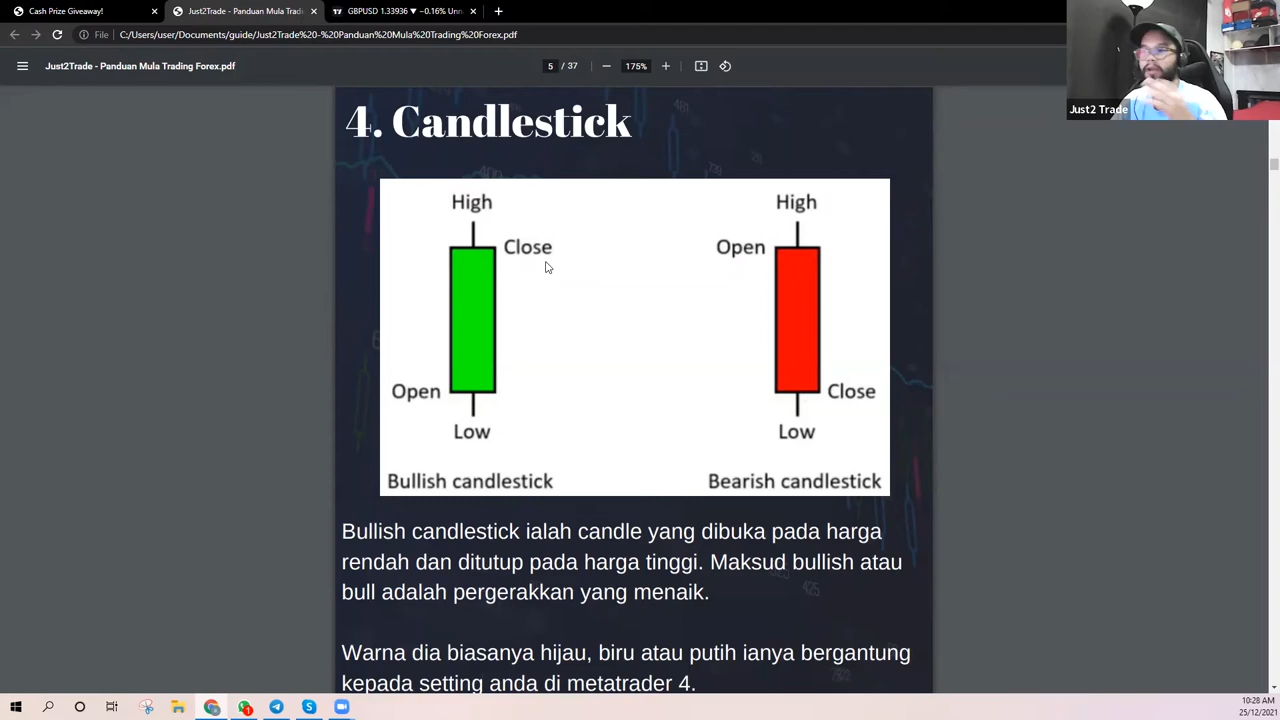 Cash Prize Giveaway!
Just2Trade - Panduan Mula Tradi
GBPUSD 1.33936 ▼ −0.16% Unn
File
C:/Users/user/Documents/guide/Just2Trade%20-%20Panduan%20Mula%20Trading%20Forex.pdf
Just2Trade - Panduan Mula Trading Forex.pdf
5 / 37
175%
Just2 Trade
4. Candlestick
High
High
Close
Open
Open
Close
Low
Low
Bullish candlestick
Bearish candlestick
Bullish candlestick ialah candle yang dibuka pada harga
rendah dan ditutup pada harga tinggi. Maksud bullish atau
bull adalah pergerakkan yang menaik.
Warna dia biasanya hijau, biru atau putih ianya bergantung
kepada setting anda di metatrader 4.
10:28 AM
25/12/2021